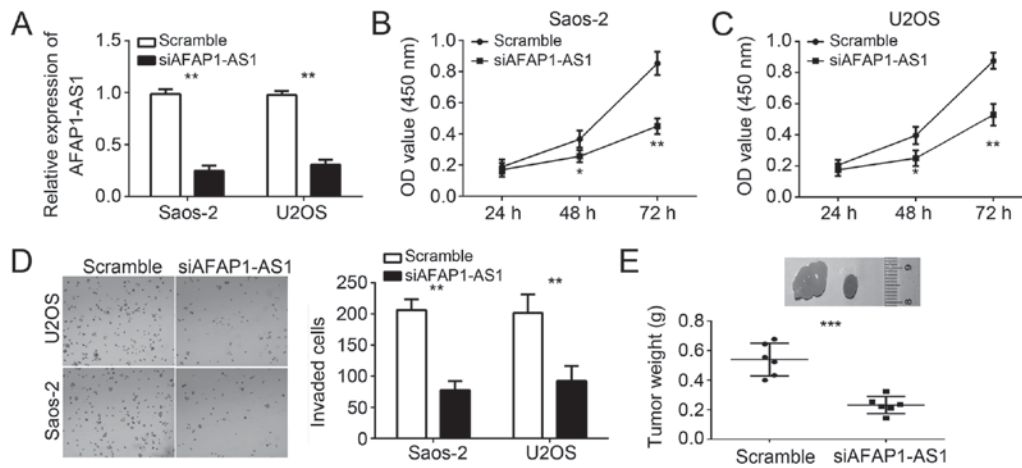 A
Relative expression of
AFAP1-AS1
Scramble
siAFAP1-AS1
1.5
1.0
0.5
0.0
**
**
Saos-2
U2OS
B
Saos-2
OD value (450 nm)
Scramble
siAFAP1-AS1
1.0
0.8
0.6
0.4
0.2
0.0
*
**
24 h
48 h
72 h
C
U2OS
OD value (450 nm)
Scramble
siAFAP1-AS1
1.0
0.8
0.6
0.4
0.2
0.0
*
**
24 h
48 h
72 h
D
Scramble
siAFAP1-AS1
U2OS
Saos-2
Scramble
siAFAP1-AS1
Invaded cells
250
200
150
100
50
0
**
**
Saos-2
U2OS
E
9
8
Tumor weight (g)
0.8
0.6
0.4
0.2
0.0
***
Scramble
siAFAP1-AS1